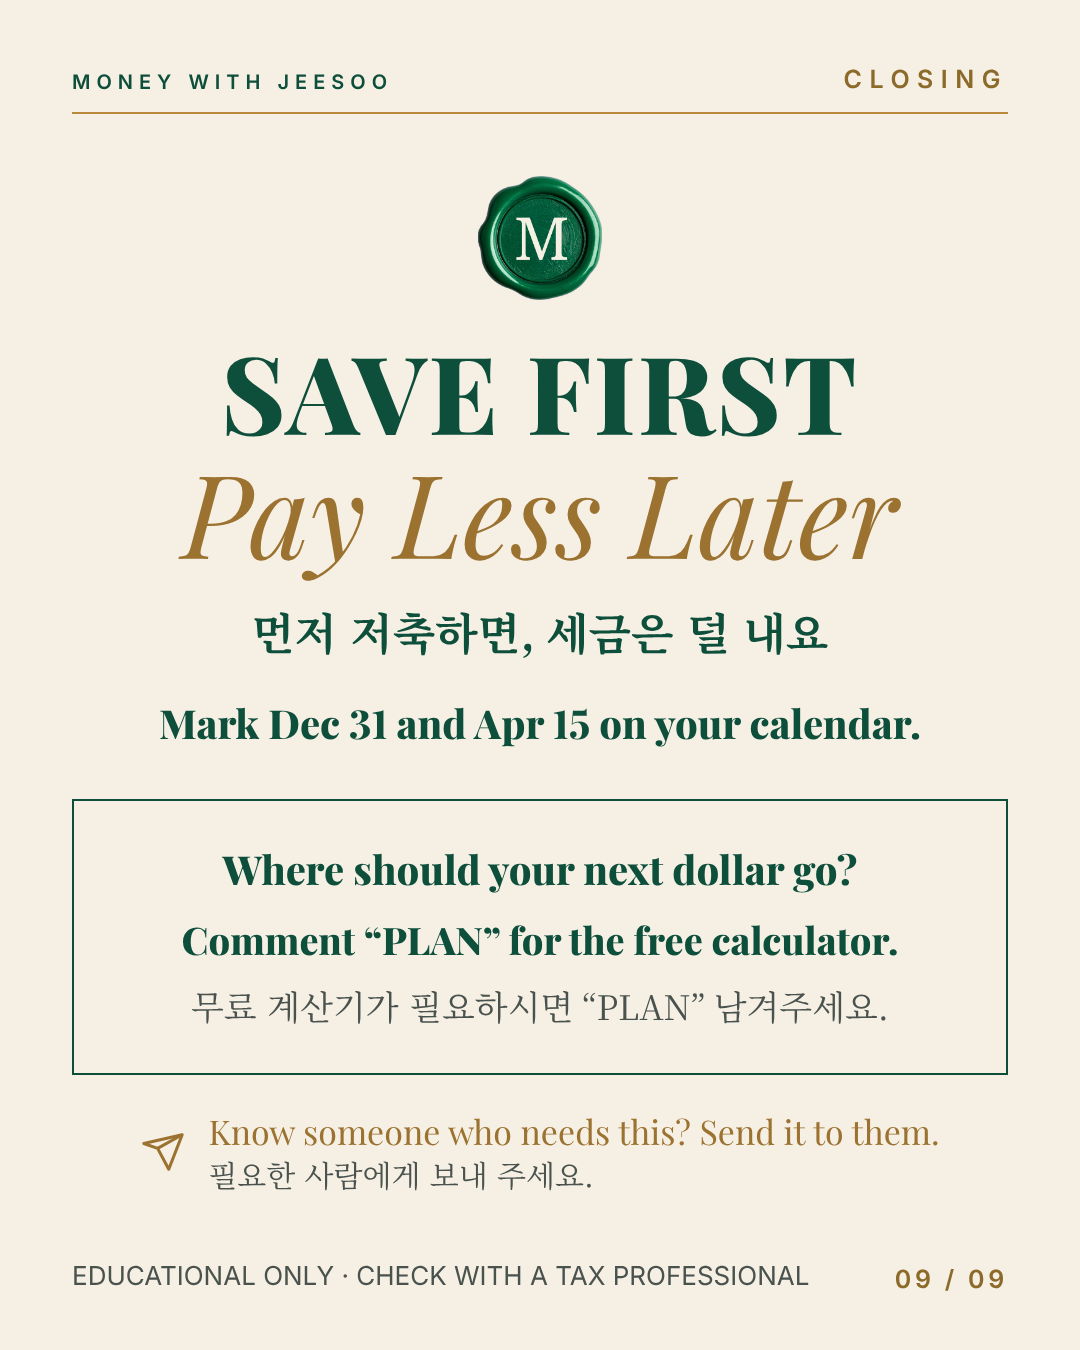 MONEY WITH JEESOO
CLOSING
M
SAVE FIRST
Pay Less Later
먼저 저축하면, 세금은 덜 내요
Mark Dec 31 and Apr 15 on your calendar.
Where should your next dollar go?
Comment “PLAN” for the free calculator.
무료 계산기가 필요하시면 “PLAN” 남겨주세요.
Know someone who needs this? Send it to them.
필요한 사람에게 보내 주세요.
EDUCATIONAL ONLY · CHECK WITH A TAX PROFESSIONAL
09 / 09